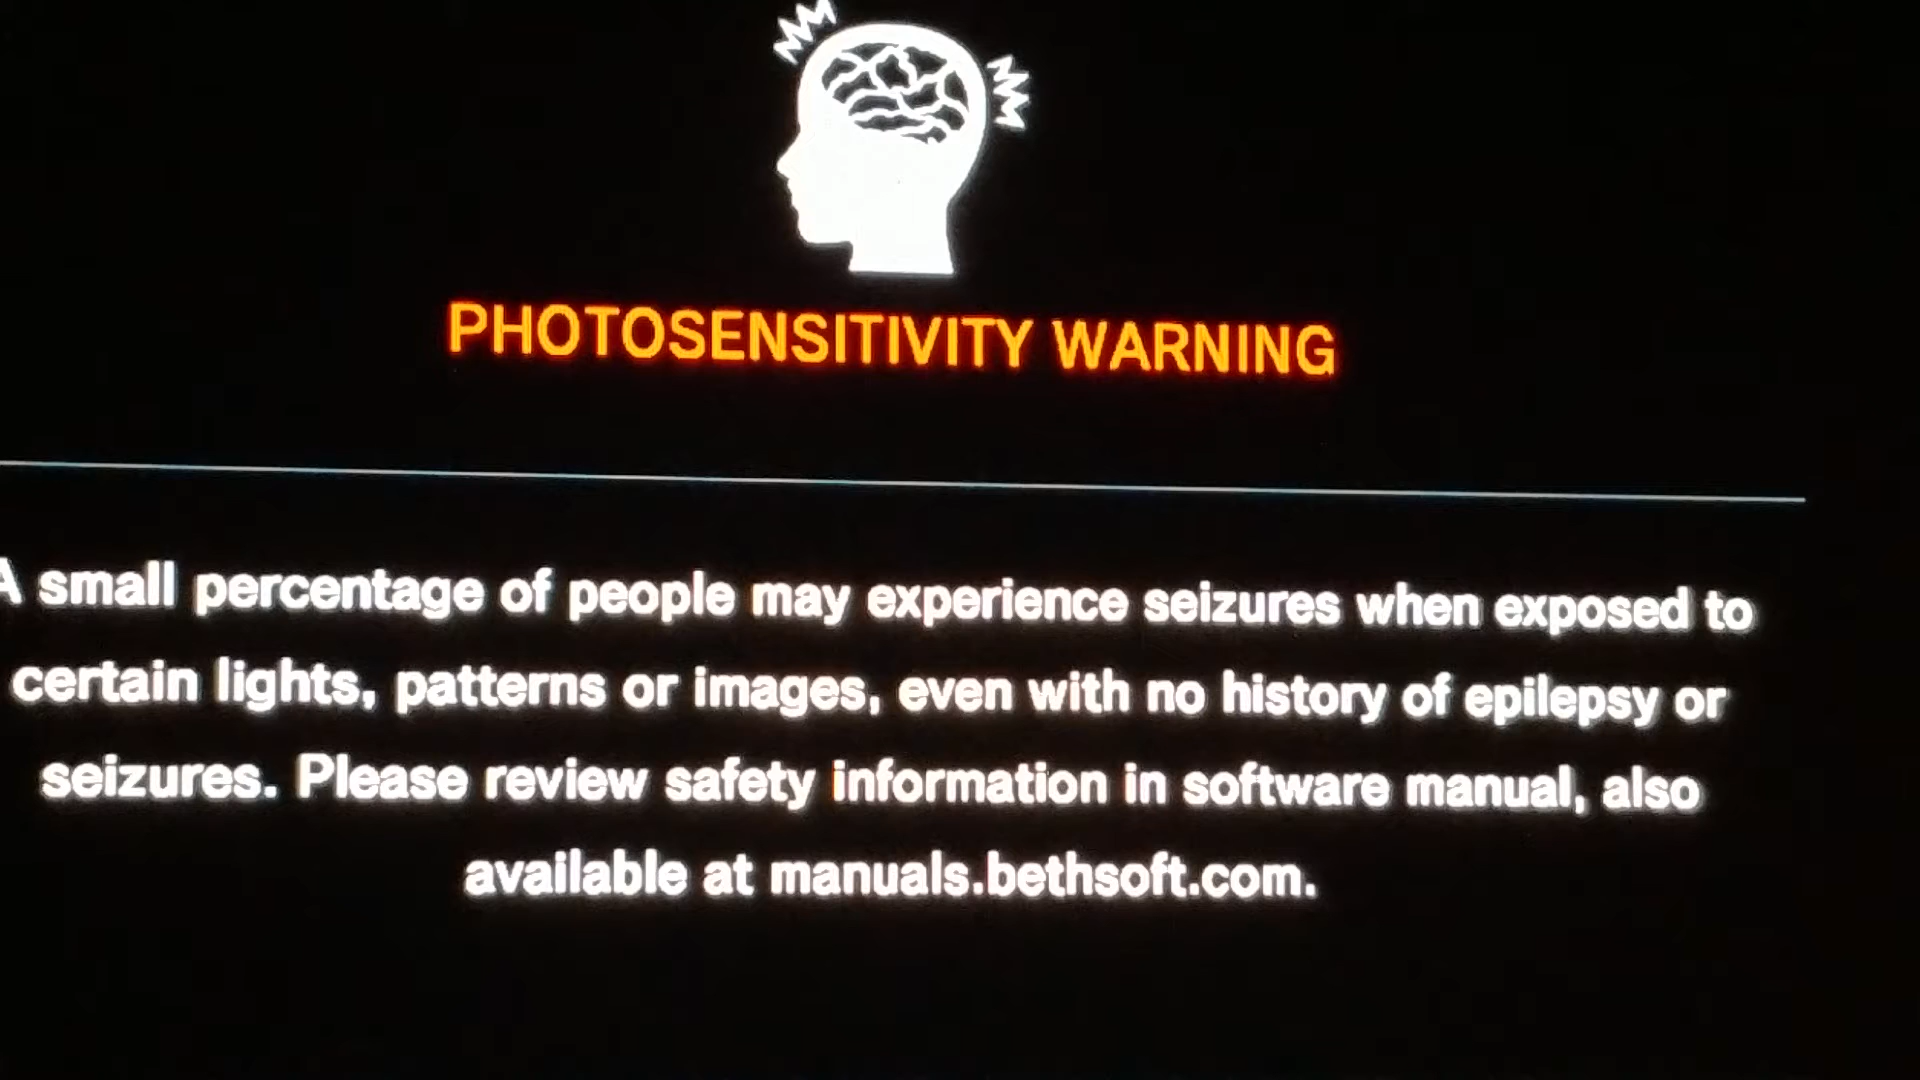 PHOTOSENSITIVITY WARNING
A small percentage of people may experience seizures when exposed to
certain lights, patterns or images, even with no history of epilepsy or
seizures. Please review safety information in software manual, also
available at manuals.bethsoft.com.